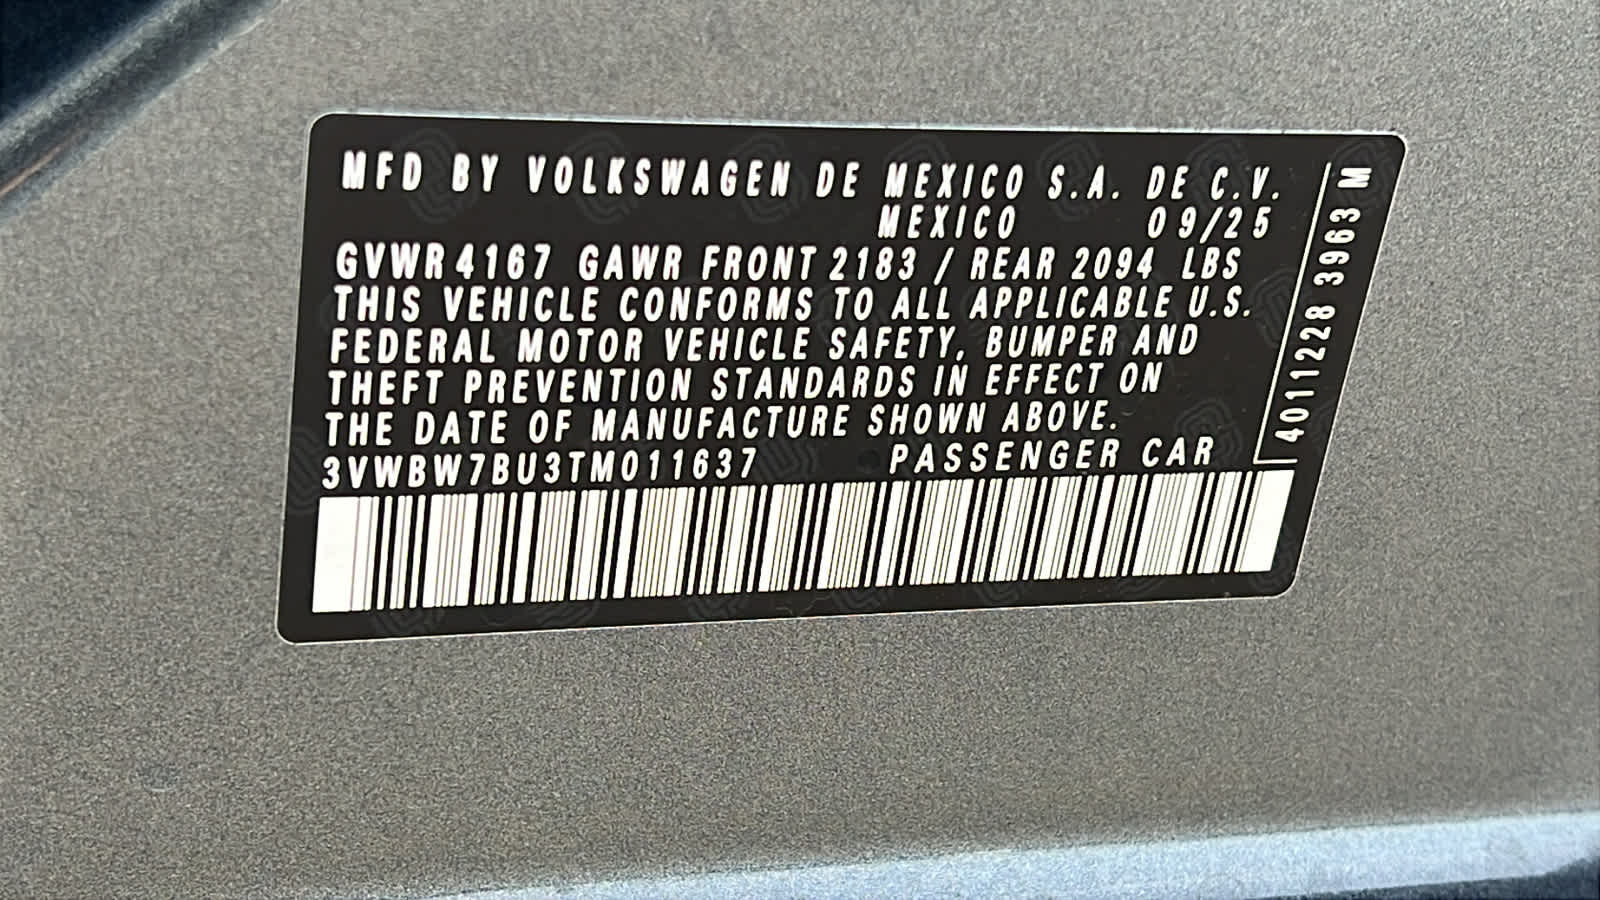 MFD BY VOLKSWAGEN DE MEXICO S.A. DE C.V.
MEXICO 09/25
GVWR 4167 GAWR FRONT 2183 / REAR 2094 LBS
THIS VEHICLE CONFORMS TO ALL APPLICABLE U.S.
FEDERAL MOTOR VEHICLE SAFETY, BUMPER AND
THEFT PREVENTION STANDARDS IN EFFECT ON
THE DATE OF MANUFACTURE SHOWN ABOVE.
3VWBW7BU3TM011637 PASSENGER CAR
4011228 3963 M